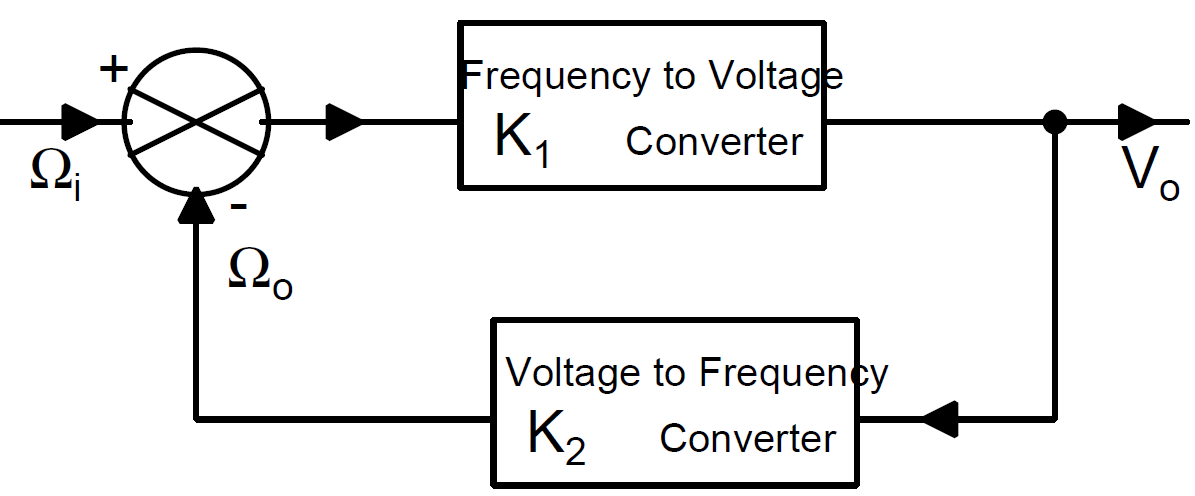 +
Ωi
-
Ωo
Frequency to Voltage
K1 Converter
Vo
Voltage to Frequency
K2 Converter